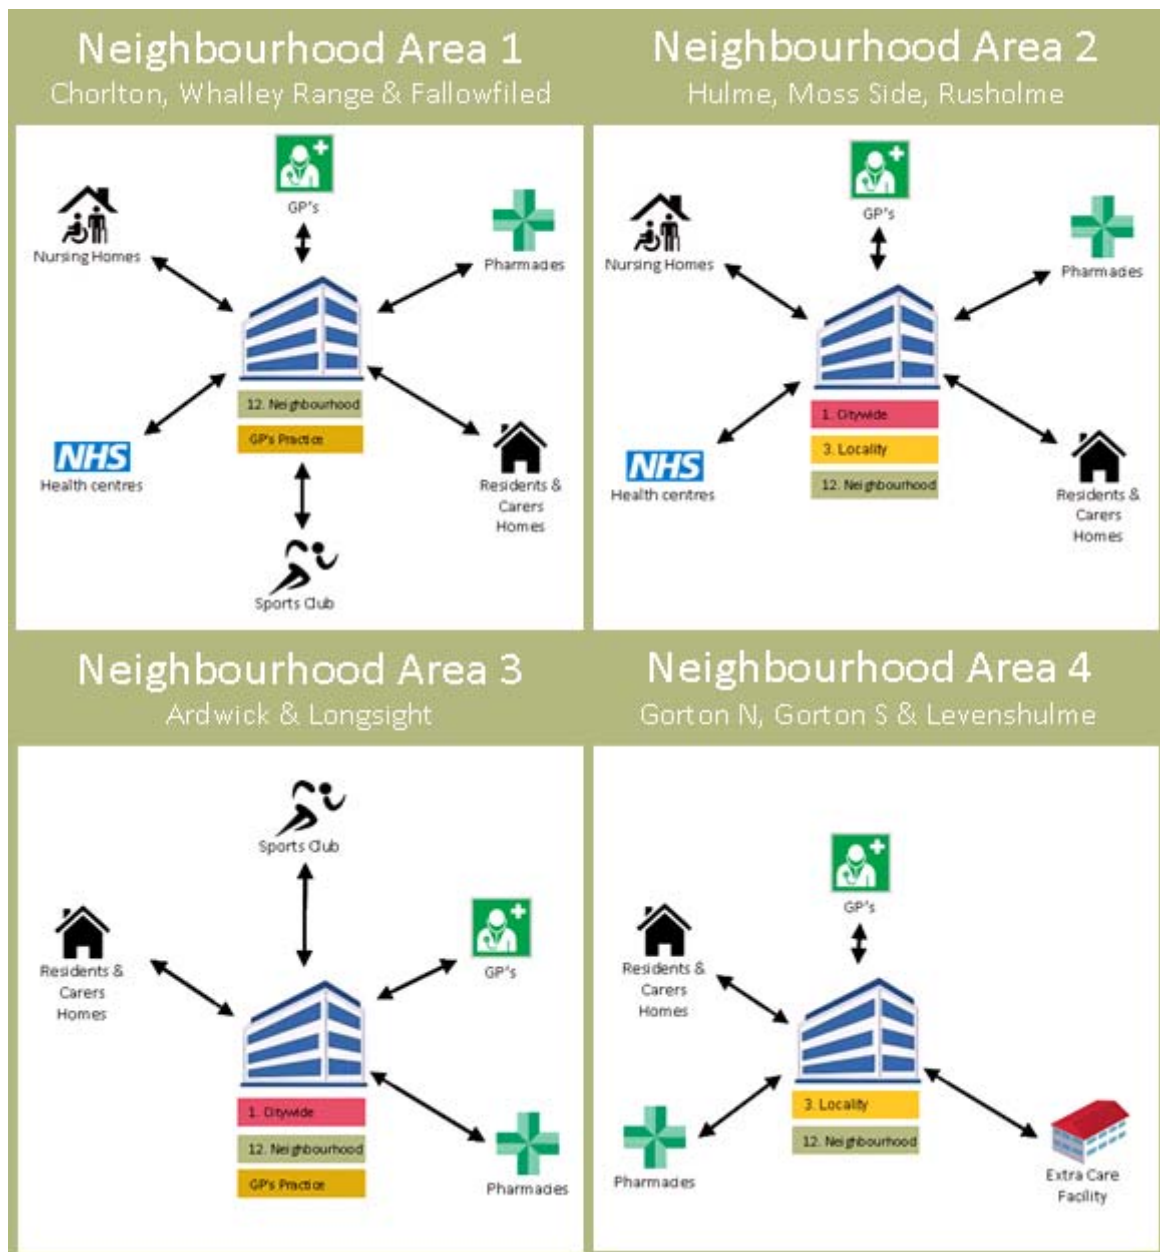 Neighbourhood Area 1
Chorlton, Whalley Range & Fallowfiled
GP's
Nursing Homes
Pharmacies
12. Neighbourhood
GP's Practice
NHS
Health centres
Residents &
Carers
Homes
Sports Club
Neighbourhood Area 2
Hulme, Moss Side, Rusholme
GP's
Nursing Homes
Pharmacies
1. Citywide
3. Locality
12. Neighbourhood
NHS
Health centres
Residents &
Carers
Homes
Neighbourhood Area 3
Ardwick & Longsight
Sports Club
Residents &
Carers
Homes
GP's
1. Citywide
12. Neighbourhood
GP's Practice
Pharmacies
Neighbourhood Area 4
Gorton N, Gorton S & Levenshulme
GP's
Residents &
Carers
Homes
3. Locality
12. Neighbourhood
Pharmacies
Extra Care
Facility